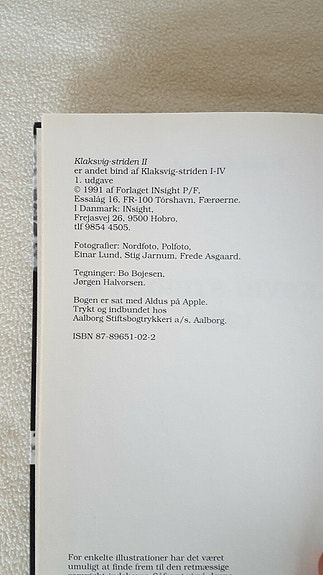 Klaksvig-striden II
er andet bind af Klaksvig-striden I-IV
1. udgave
© 1991 af Forlaget INsight P/F,
Essalág 16, FR-100 Tórshavn, Færøerne.
I Danmark: INsight,
Frejasvej 26, 9500 Hobro,
tlf 9854 4505.
Fotografier: Nordfoto, Polfoto,
Einar Lund, Stig Jarnum, Frede Asgaard.
Tegninger: Bo Bojesen,
Jørgen Halvorsen.
Bogen er sat med Aldus på Apple.
Trykt og indbundet hos
Aalborg Stiftsbogtrykkeri a/s, Aalborg.
ISBN 87-89651-02-2
For enkelte illustrationer har det været
umuligt at finde frem til den retmæssige